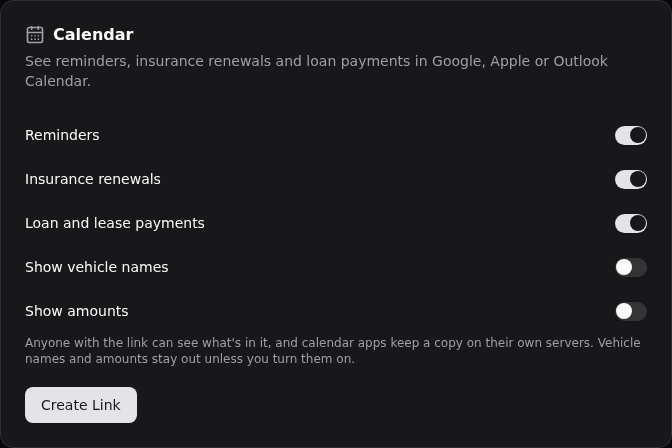 Calendar
See reminders, insurance renewals and loan payments in Google, Apple or Outlook
Calendar.
Reminders
Insurance renewals
Loan and lease payments
Show vehicle names
Show amounts
Anyone with the link can see what's in it, and calendar apps keep a copy on their own servers. Vehicle
names and amounts stay out unless you turn them on.
Create Link